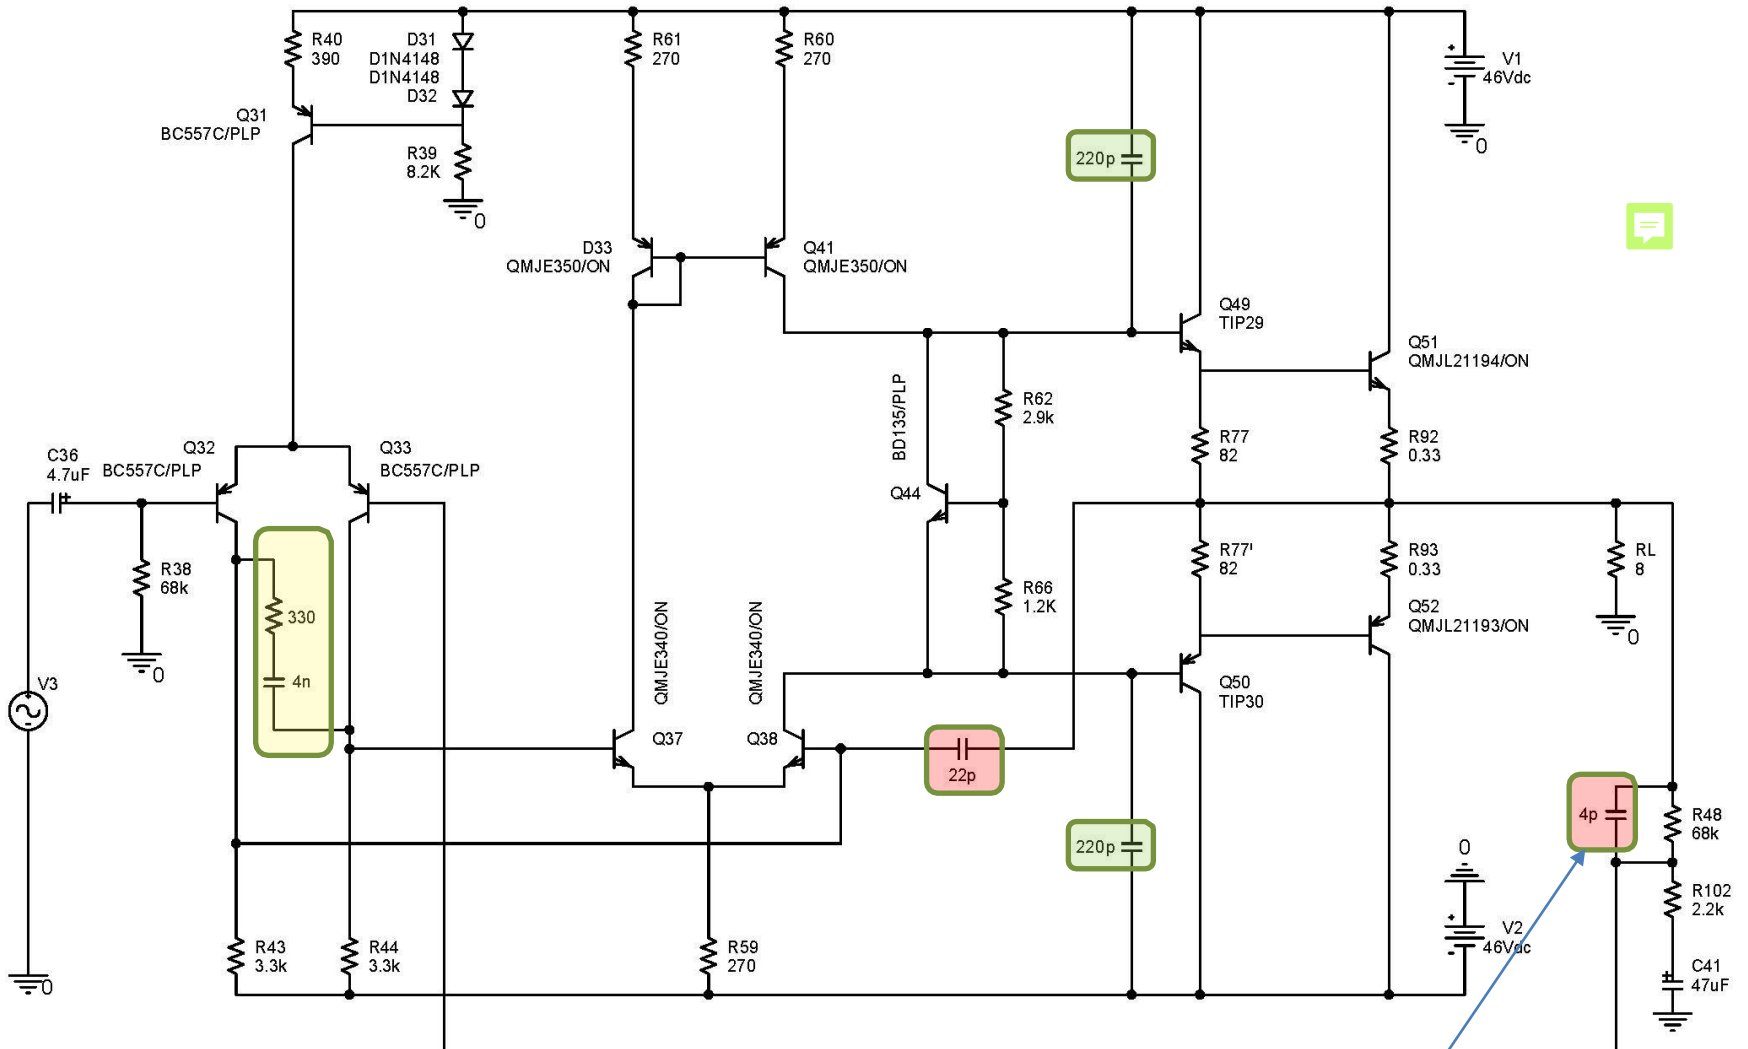 R40
390
D31
D1N4148
D1N4148
D32
R61
270
R60
270
V1
46Vdc
+
-
0
Q31
BC557C/PLP
R39
8.2K
0
220p
D33
QMJE350/ON
Q41
QMJE350/ON
Q49
TIP29
Q51
QMJL21194/ON
BD135/PLP
R62
2.9k
R77
82
R92
0.33
C36
4.7uF
Q32
BC557C/PLP
Q33
BC557C/PLP
Q44
R38
68k
0
330
4n
R66
1.2K
R77'
82
R93
0.33
RL
8
0
Q52
QMJL21193/ON
QMJE340/ON
QMJE340/ON
Q50
TIP30
V3
+
-
0
Q37
Q38
22p
220p
4p
R48
68k
R102
2.2k
0
V2
46Vdc
+
-
R43
3.3k
R44
3.3k
R59
270
C41
47uF